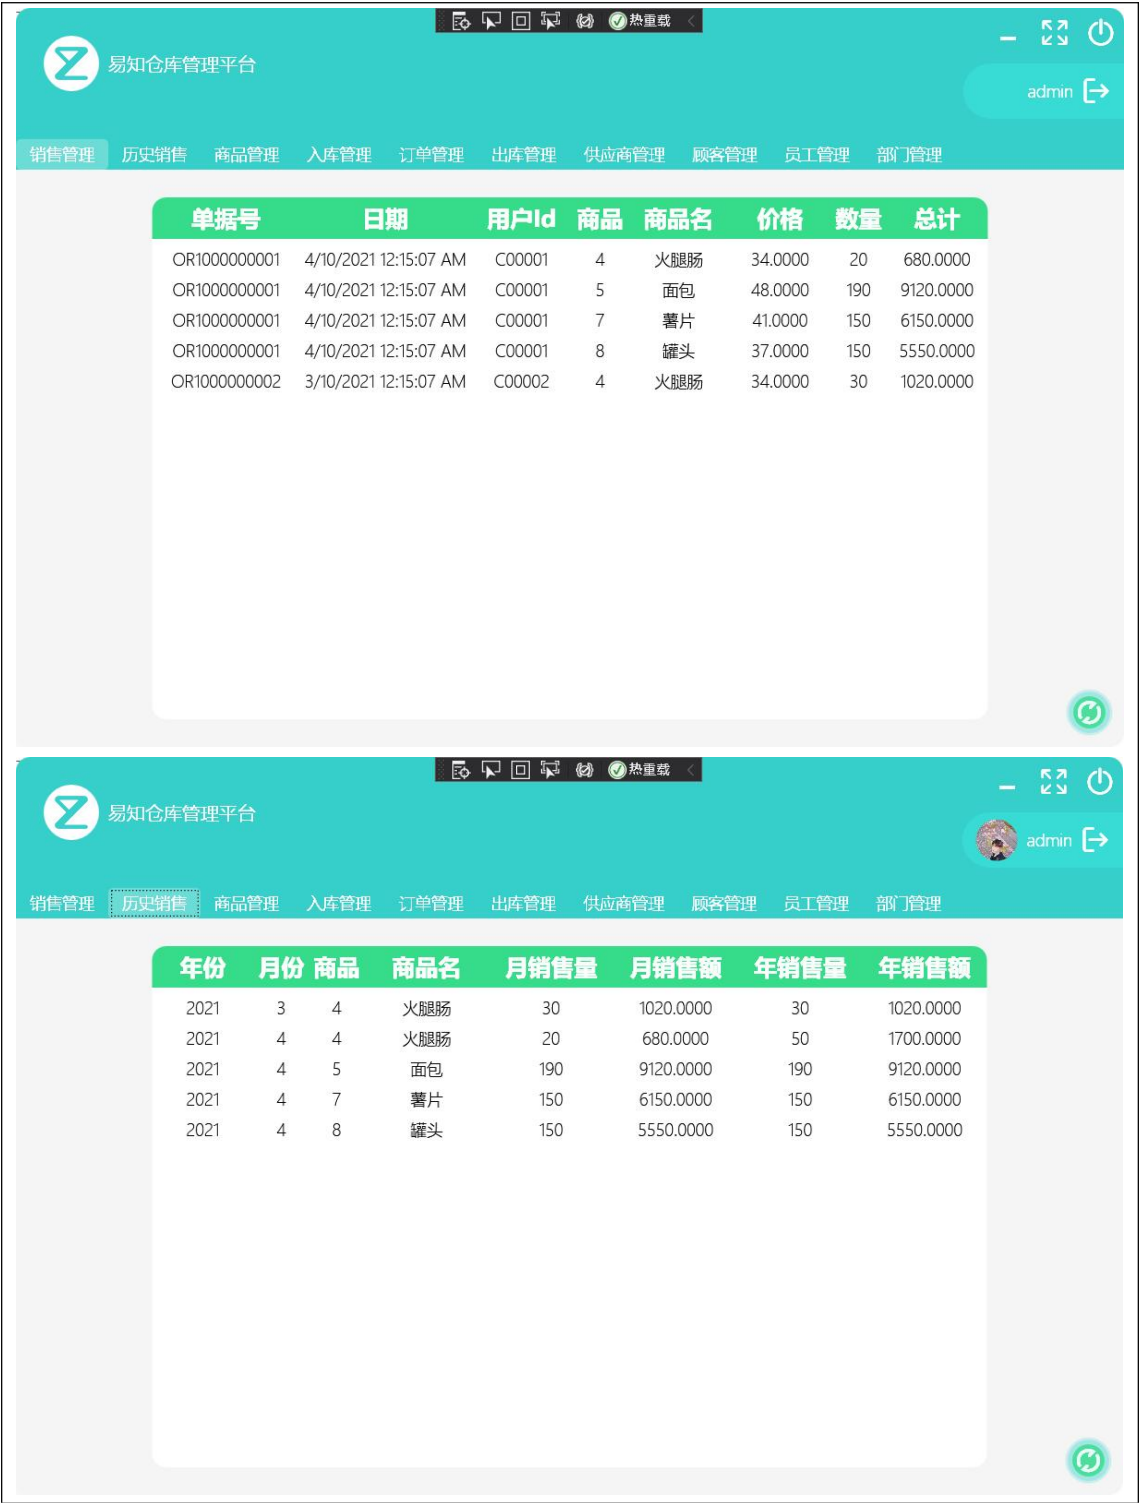 热重载
易知仓库管理平台
admin
销售管理 历史销售 商品管理 入库管理 订单管理 出库管理 供应商管理 顾客管理 员工管理 部门管理
单据号 日期 用户Id 商品 商品名 价格 数量 总计
OR1000000001 4/10/2021 12:15:07 AM C00001 4 火腿肠 34.0000 20 680.0000
OR1000000001 4/10/2021 12:15:07 AM C00001 5 面包 48.0000 190 9120.0000
OR1000000001 4/10/2021 12:15:07 AM C00001 7 薯片 41.0000 150 6150.0000
OR1000000001 4/10/2021 12:15:07 AM C00001 8 罐头 37.0000 150 5550.0000
OR1000000002 3/10/2021 12:15:07 AM C00002 4 火腿肠 34.0000 30 1020.0000
热重载
易知仓库管理平台
admin
销售管理 历史销售 商品管理 入库管理 订单管理 出库管理 供应商管理 顾客管理 员工管理 部门管理
年份 月份 商品 商品名 月销售量 月销售额 年销售量 年销售额
2021 3 4 火腿肠 30 1020.0000 30 1020.0000
2021 4 4 火腿肠 20 680.0000 50 1700.0000
2021 4 5 面包 190 9120.0000 190 9120.0000
2021 4 7 薯片 150 6150.0000 150 6150.0000
2021 4 8 罐头 150 5550.0000 150 5550.0000